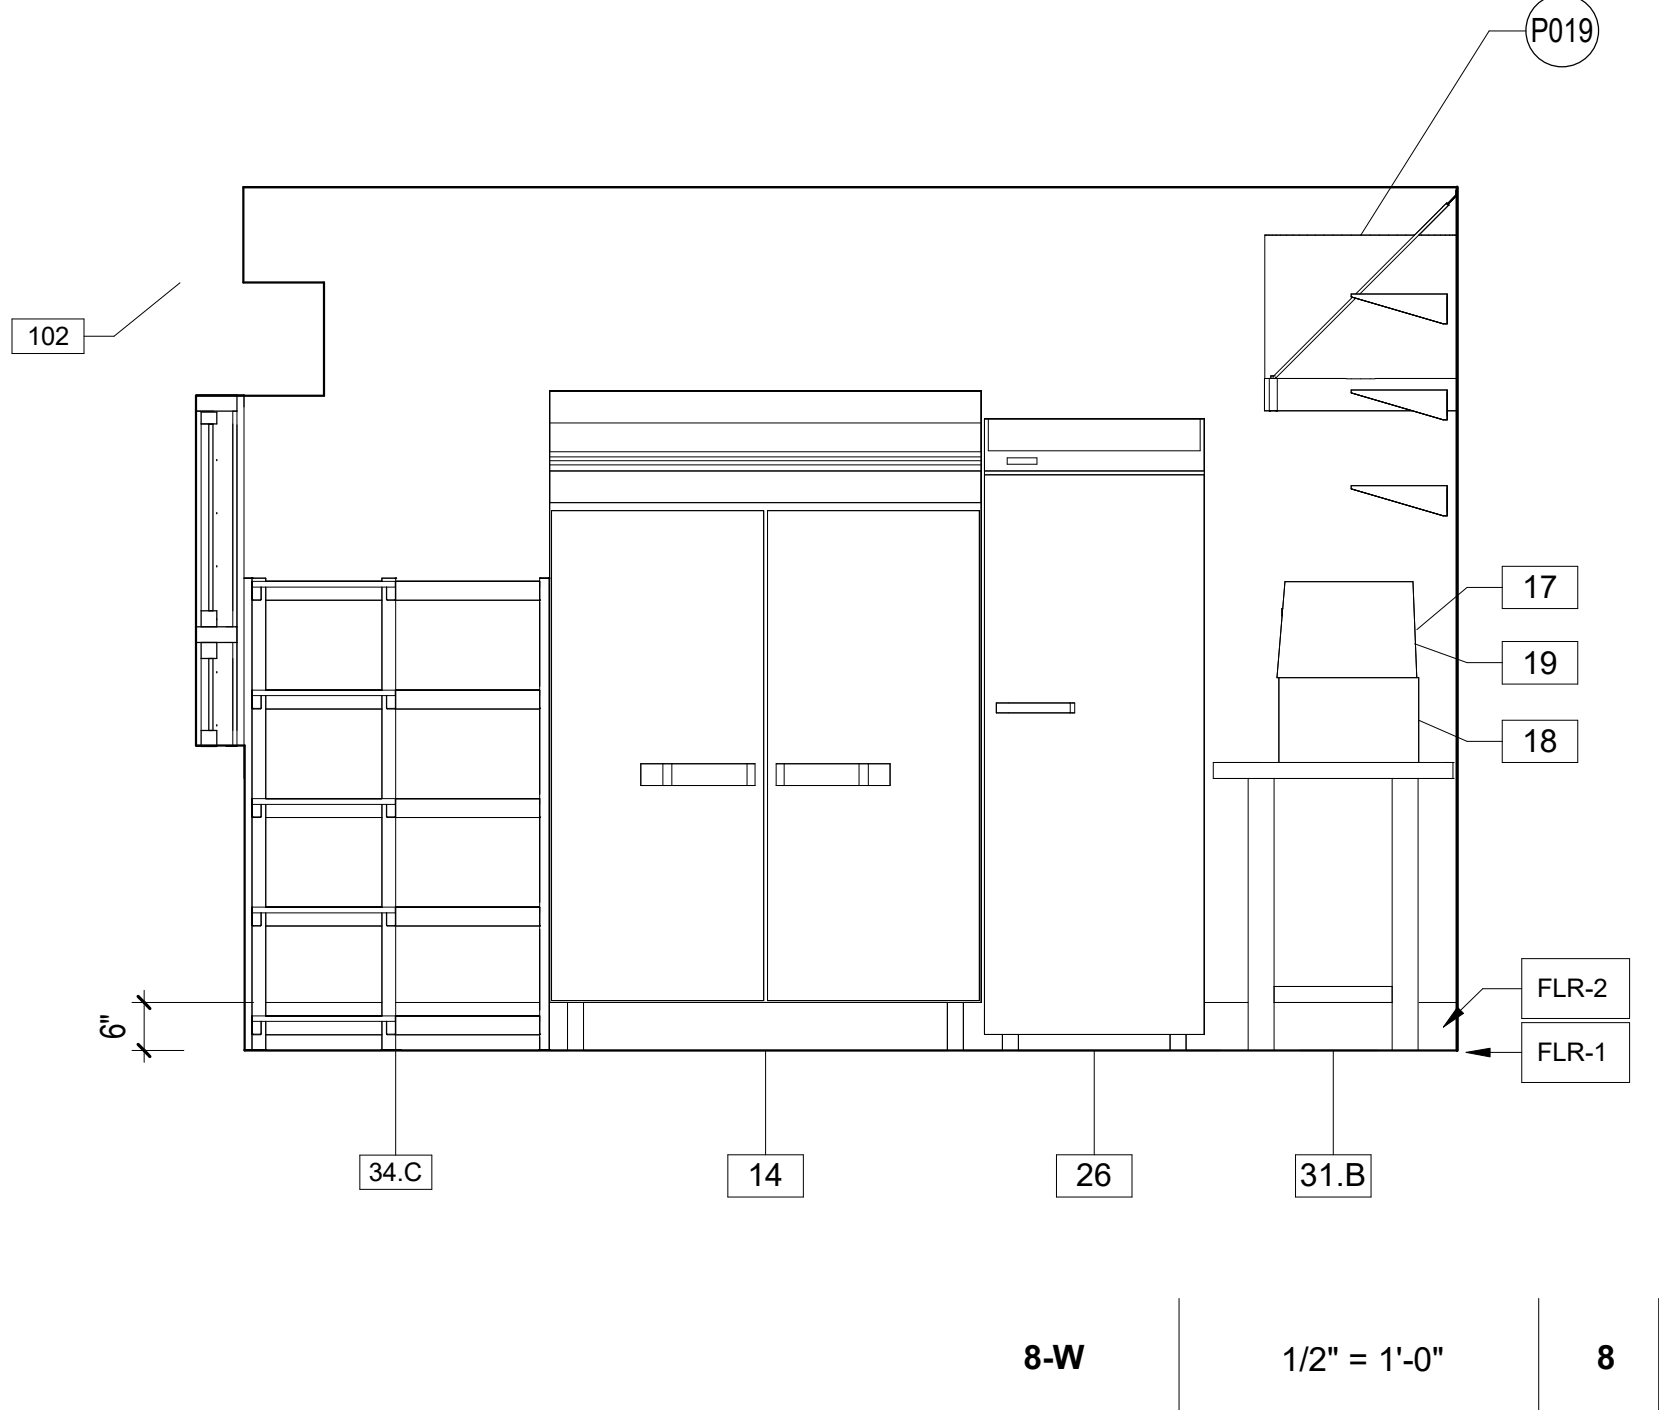 P019
102
17
19
18
FLR-2
6"
FLR-1
34.C
14
26
31.B
8-W
1/2" = 1'-0"
8